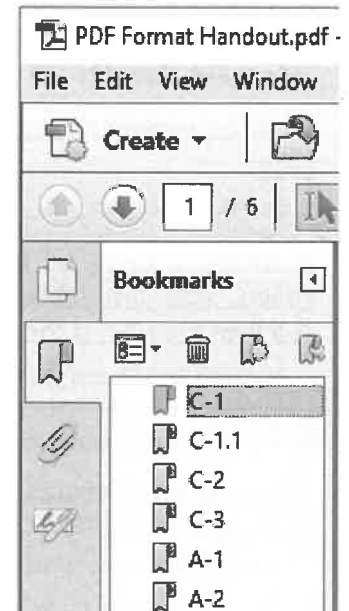 PDF Format Handout.pdf -
File Edit View Window
Create
1 / 6
Bookmarks
C-1
C-1.1
C-2
C-3
A-1
A-2